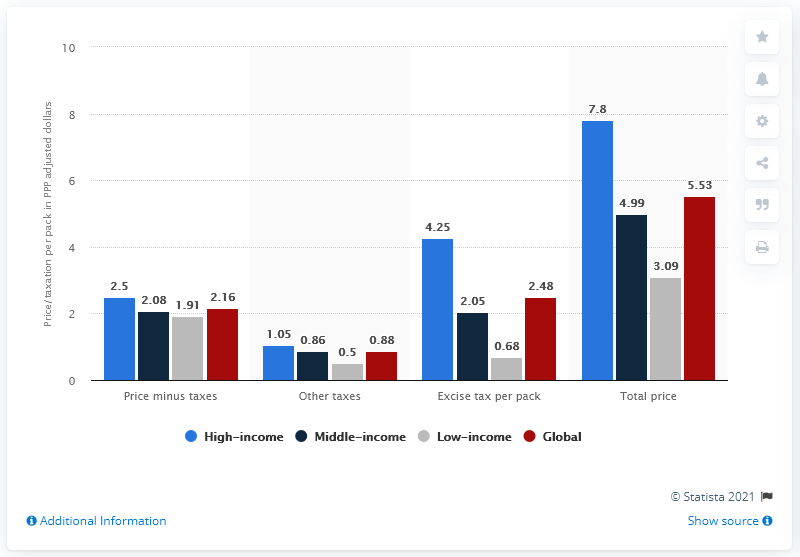 Price/taxation per pack in PPP adjusted dollars
10
8
6
4
2
0
2.5
2.08
1.91
2.16
1.05
0.86
0.5
0.88
4.25
2.05
0.68
2.48
7.8
4.99
3.09
5.53
Price minus taxes
Other taxes
Excise tax per pack
Total price
High-income
Middle-income
Low-income
Global
© Statista 2021
Additional Information
Show source